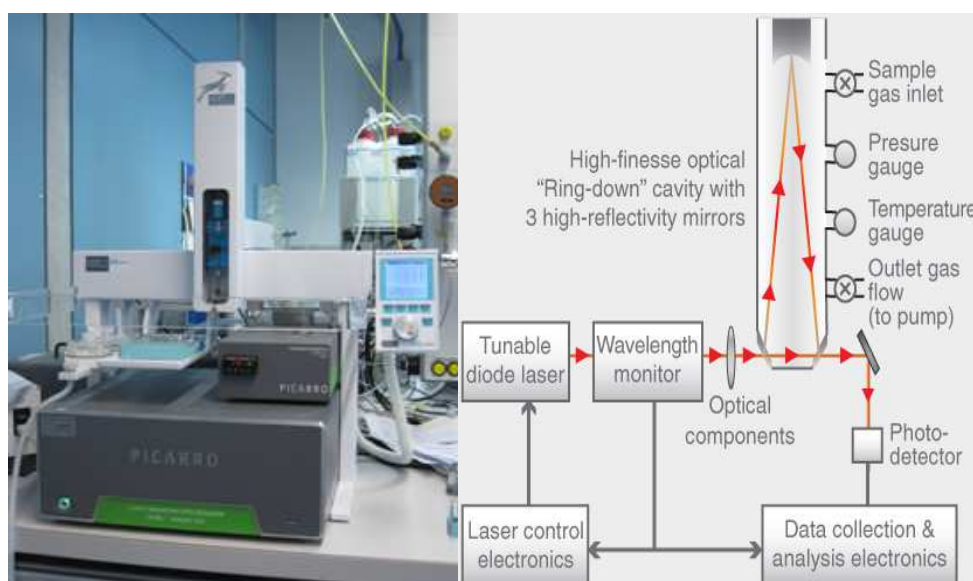 PICARRO
PICARRO
Sample
gas inlet
Presure
gauge
Temperature
gauge
Outlet gas
flow
(to pump)
High-finesse optical
“Ring-down” cavity with
3 high-reflectivity mirrors
Tunable
diode laser
Wavelength
monitor
Optical
components
Photo-
detector
Laser control
electronics
Data collection &
analysis electronics